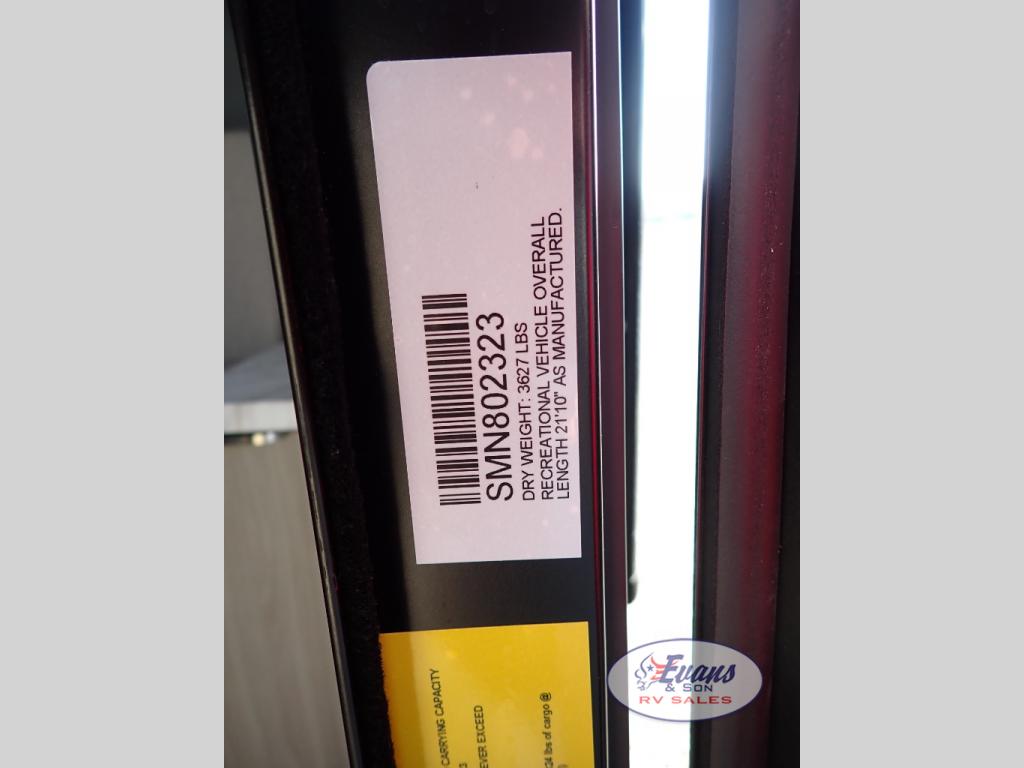 SMN802323
DRY WEIGHT: 3627 LBS
RECREATIONAL VEHICLE OVERALL
LENGTH 21'10" AS MANUFACTURED.
CARRYING CAPACITY
EVER EXCEED
lbs of cargo @
Evans
& SON
RV SALES